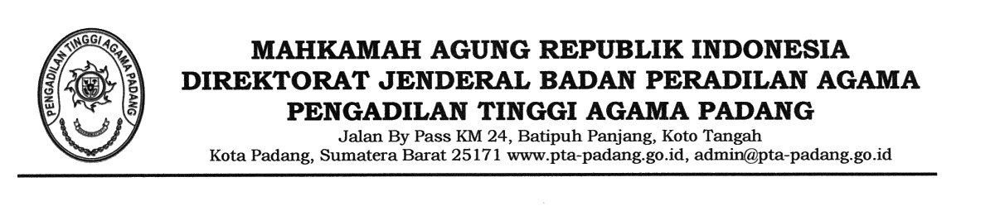 PENGADILAN TINGGI AGAMA PADANG
MAHKAMAH AGUNG REPUBLIK INDONESIA
DIREKTORAT JENDERAL BADAN PERADILAN AGAMA
PENGADILAN TINGGI AGAMA PADANG
Jalan By Pass KM 24, Batipuh Panjang, Koto Tangah
Kota Padang, Sumatera Barat 25171 www.pta-padang.go.id, admin@pta-padang.go.id